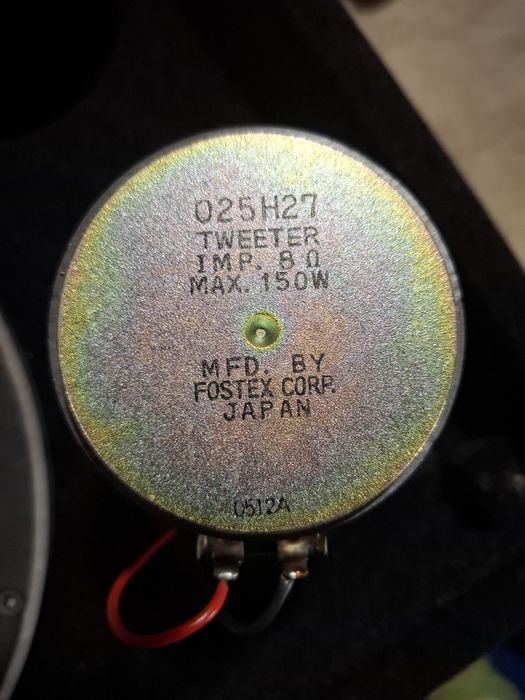 025H27
TWEETER
IMP. 8Ω
MAX. 150W
MFD. BY
FOSTEX CORP.
JAPAN
0512A